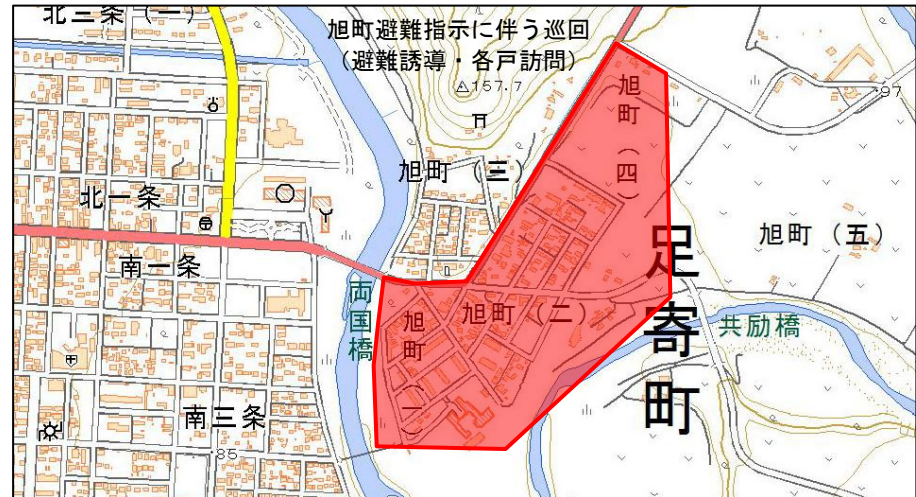 北三条（一）
旭町避難指示に伴う巡回
（避難誘導・各戸訪問）
157.7
97
旭町（四）
旭町（三）
北一条
旭町（五）
南一条
両国橋
旭町（二）
旭町（一）
足寄町
共励橋
南三条
85